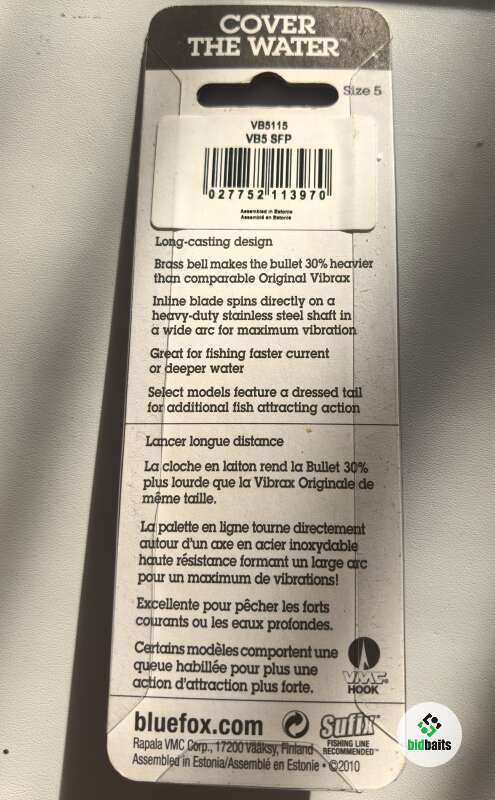 COVER
THE WATER™
Size 5
VB5115
VB5 SFP
027752 113970
Assembled in Estonia
Assemblé en Estonie
Long-casting design
Brass bell makes the bullet 30% heavier
than comparable Original Vibrax
Inline blade spins directly on a
heavy-duty stainless steel shaft in
a wide arc for maximum vibration
Great for fishing faster current
or deeper water
Select models feature a dressed tail
for additional fish attracting action
Lancer longue distance
La cloche en laiton rend la Bullet 30%
plus lourde que la Vibrax Originale de
même taille.
La palette en ligne tourne directement
autour d'un axe en acier inoxydable
haute résistance formant un large arc
pour un maximum de vibrations!
Excellente pour pêcher les forts
courants ou les eaux profondes.
Certains modèles comportent une
queue habillée pour plus une
action d'attraction plus forte.
VMC®
HOOK
bluefox.com
Sufix™
FISHING LINE
RECOMMENDED™
Rapala VMC Corp., 17200 Vääksy, Finland
Assembled in Estonia/Assemblé en Estonie • ©2010
bidbaits